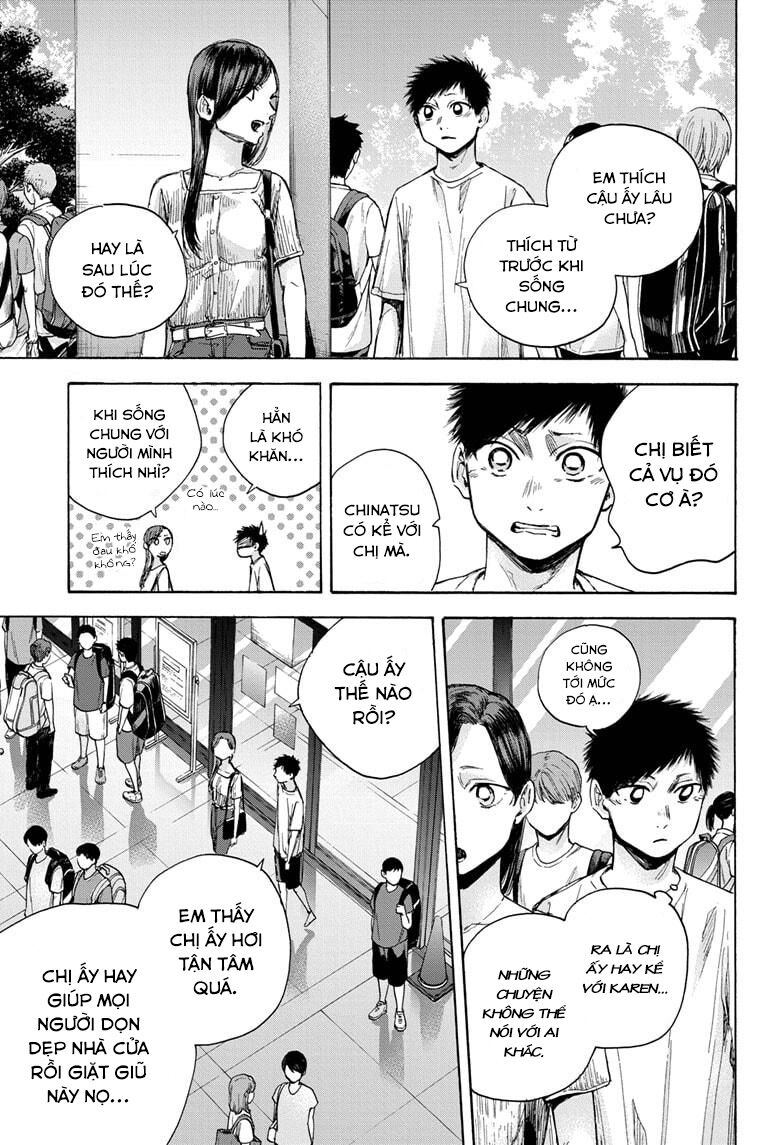 EM THÍCH
CẬU ẤY LÂU
CHƯA?
THÍCH TỪ
TRƯỚC KHI
SỐNG
CHUNG...
HAY LÀ
SAU LÚC
ĐÓ THẾ?
CHỊ BIẾT
CẢ VỤ ĐÓ
CƠ À?
CHINATSU
CÓ KỂ VỚI
CHỊ MÀ.
HẲN
LÀ KHÓ
KHĂN...
KHI SỐNG
CHUNG VỚI
NGƯỜI MÌNH
THÍCH NHỈ?
Có lúc
nào...
Em thấy
đau khổ
không?
CŨNG
KHÔNG
TỚI MỨC
ĐÓ Ạ...
RA LÀ CHỊ
ẤY HAY KỂ
VỚI KAREN...
NHỮNG
CHUYỆN
KHÔNG THỂ
NÓI VỚI AI
KHÁC.
CẬU ẤY
THẾ NÀO
RỒI?
EM THẤY
CHỊ ẤY HƠI
TẬN TÂM
QUÁ.
CHỊ ẤY HAY
GIÚP MỌI
NGƯỜI DỌN
DẸP NHÀ CỬA
RỒI GIẶT GIŨ
NÀY NỌ...